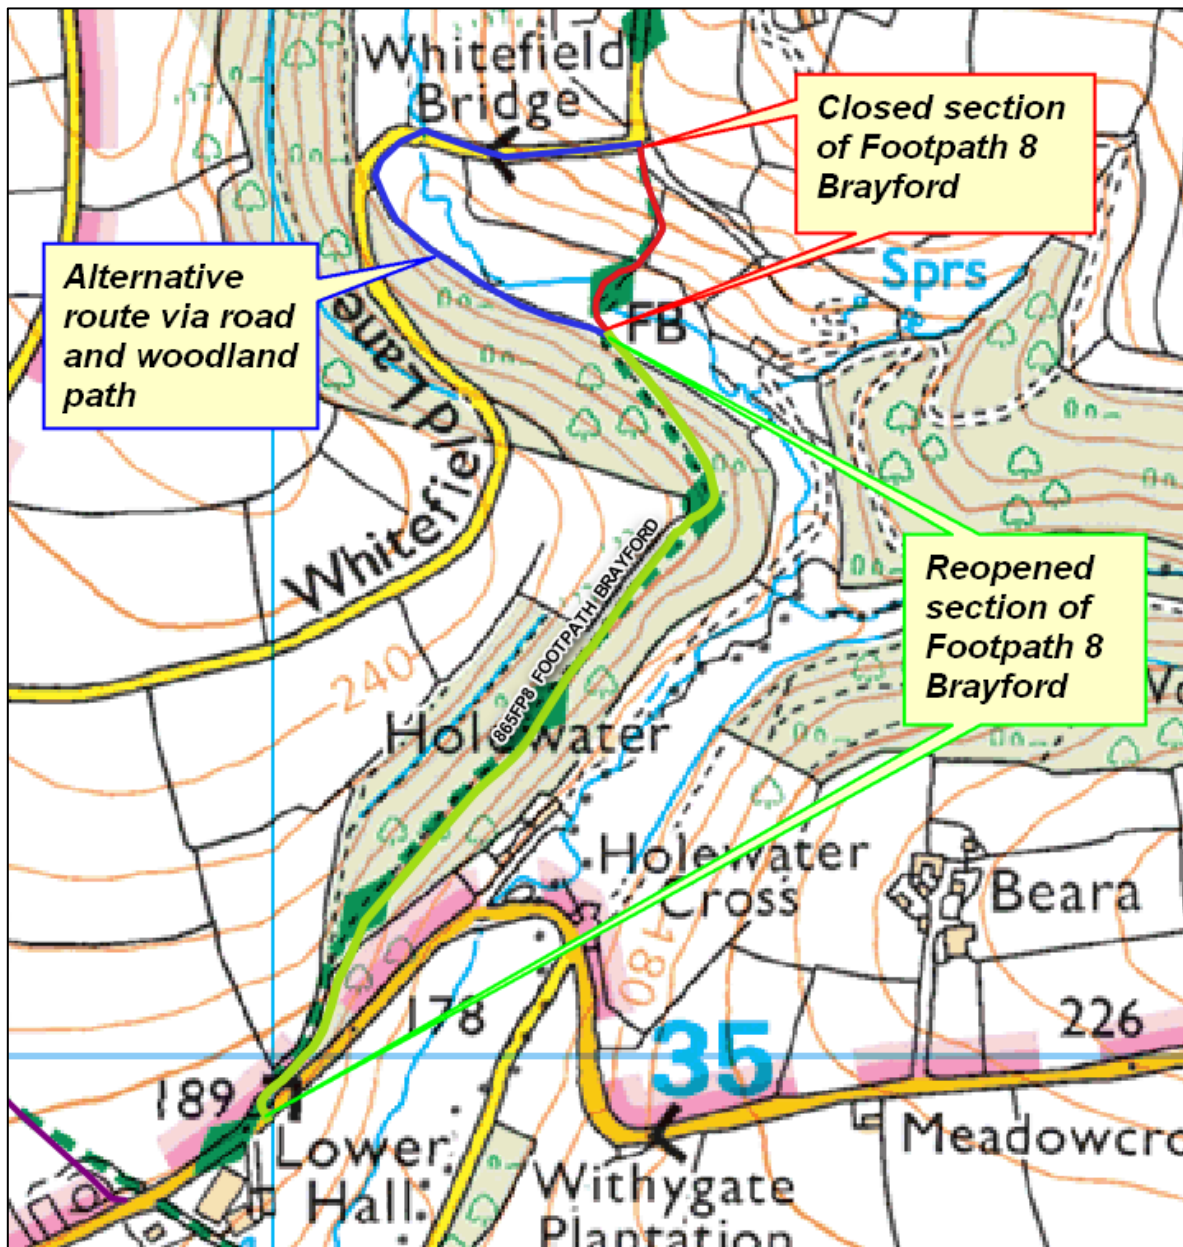 Whitefield
Bridge
Closed section
of Footpath 8
Brayford
Alternative
route via road
and woodland
path
Sprs
FB
Whitefield Lane
865FP8 FOOTPATH BRAYFORD
Reopened
section of
Footpath 8
Brayford
240
Holewater
Holewater
Cross
Beara
180
178
35
226
189
Lower
Hall
Meadowcro
Withygate
Plantation